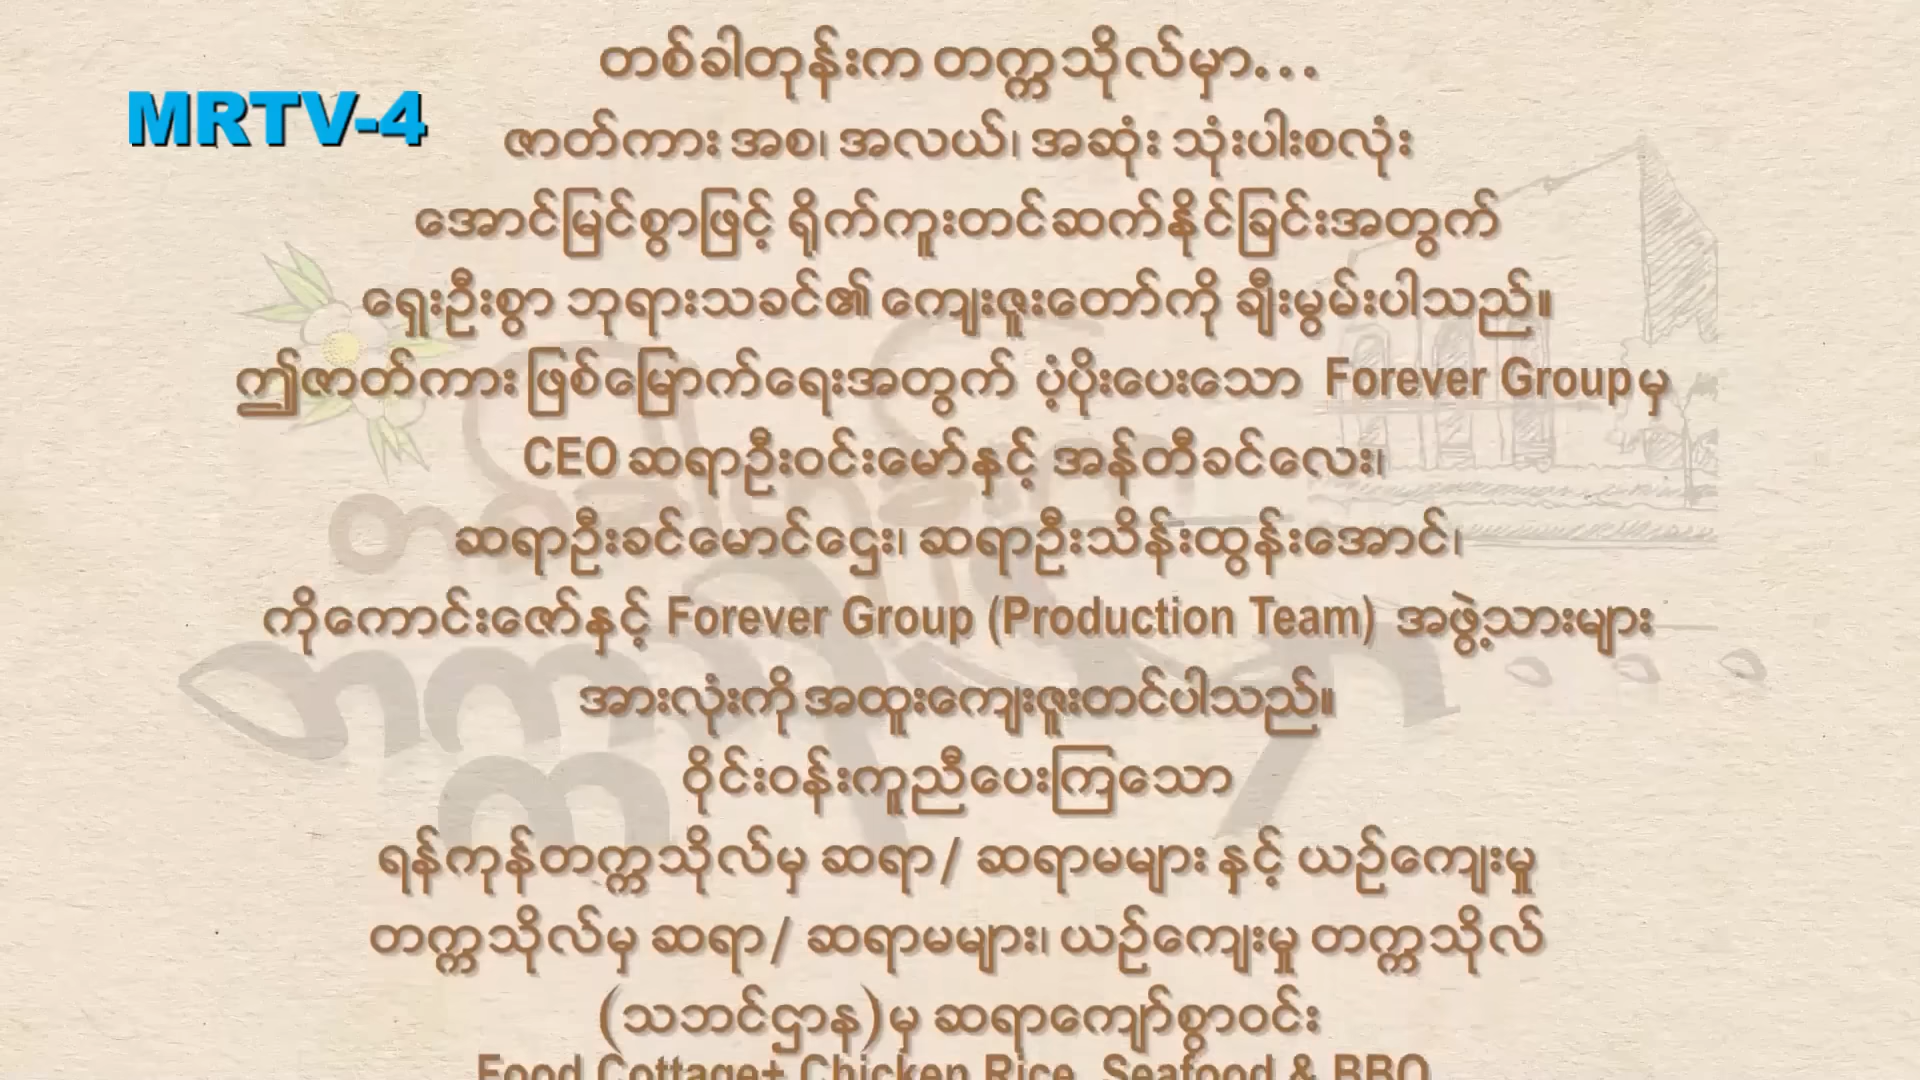 တစ်ခါတုန်းက တက္ကသိုလ်မှာ...
MRTV-4
ဇာတ်ကား အစ၊ အလယ်၊ အဆုံး သုံးပါးစလုံး
အောင်မြင်စွာဖြင့် ရိုက်ကူးတင်ဆက်နိုင်ခြင်းအတွက်
ရှေးဦးစွာ ဘုရားသခင်၏ ကျေးဇူးတော်ကို ချီးမွမ်းပါသည်။
ဤဇာတ်ကား ဖြစ်မြောက်ရေးအတွက် ပံ့ပိုးပေးသော Forever Group မှ
CEO ဆရာဦးဝင်းမော်နှင့် အန်တီခင်လေး၊
ဆရာဦးခင်မောင်ဌေး၊ ဆရာဦးသိန်းထွန်းအောင်၊
ကိုကောင်းဇော်နှင့် Forever Group (Production Team) အဖွဲ့သားများ
အားလုံးကို အထူးကျေးဇူးတင်ပါသည်။
ဝိုင်းဝန်းကူညီပေးကြသော
ရန်ကုန်တက္ကသိုလ်မှ ဆရာ/ ဆရာမများ နှင့် ယဉ်ကျေးမှု
တက္ကသိုလ်မှ ဆရာ/ ဆရာမများ၊ ယဉ်ကျေးမှု တက္ကသိုလ်
(သဘင်ဌာန)မှ ဆရာကျော်စွာဝင်း
Food Cottage+ Chicken Rice, Seafood & BBQ